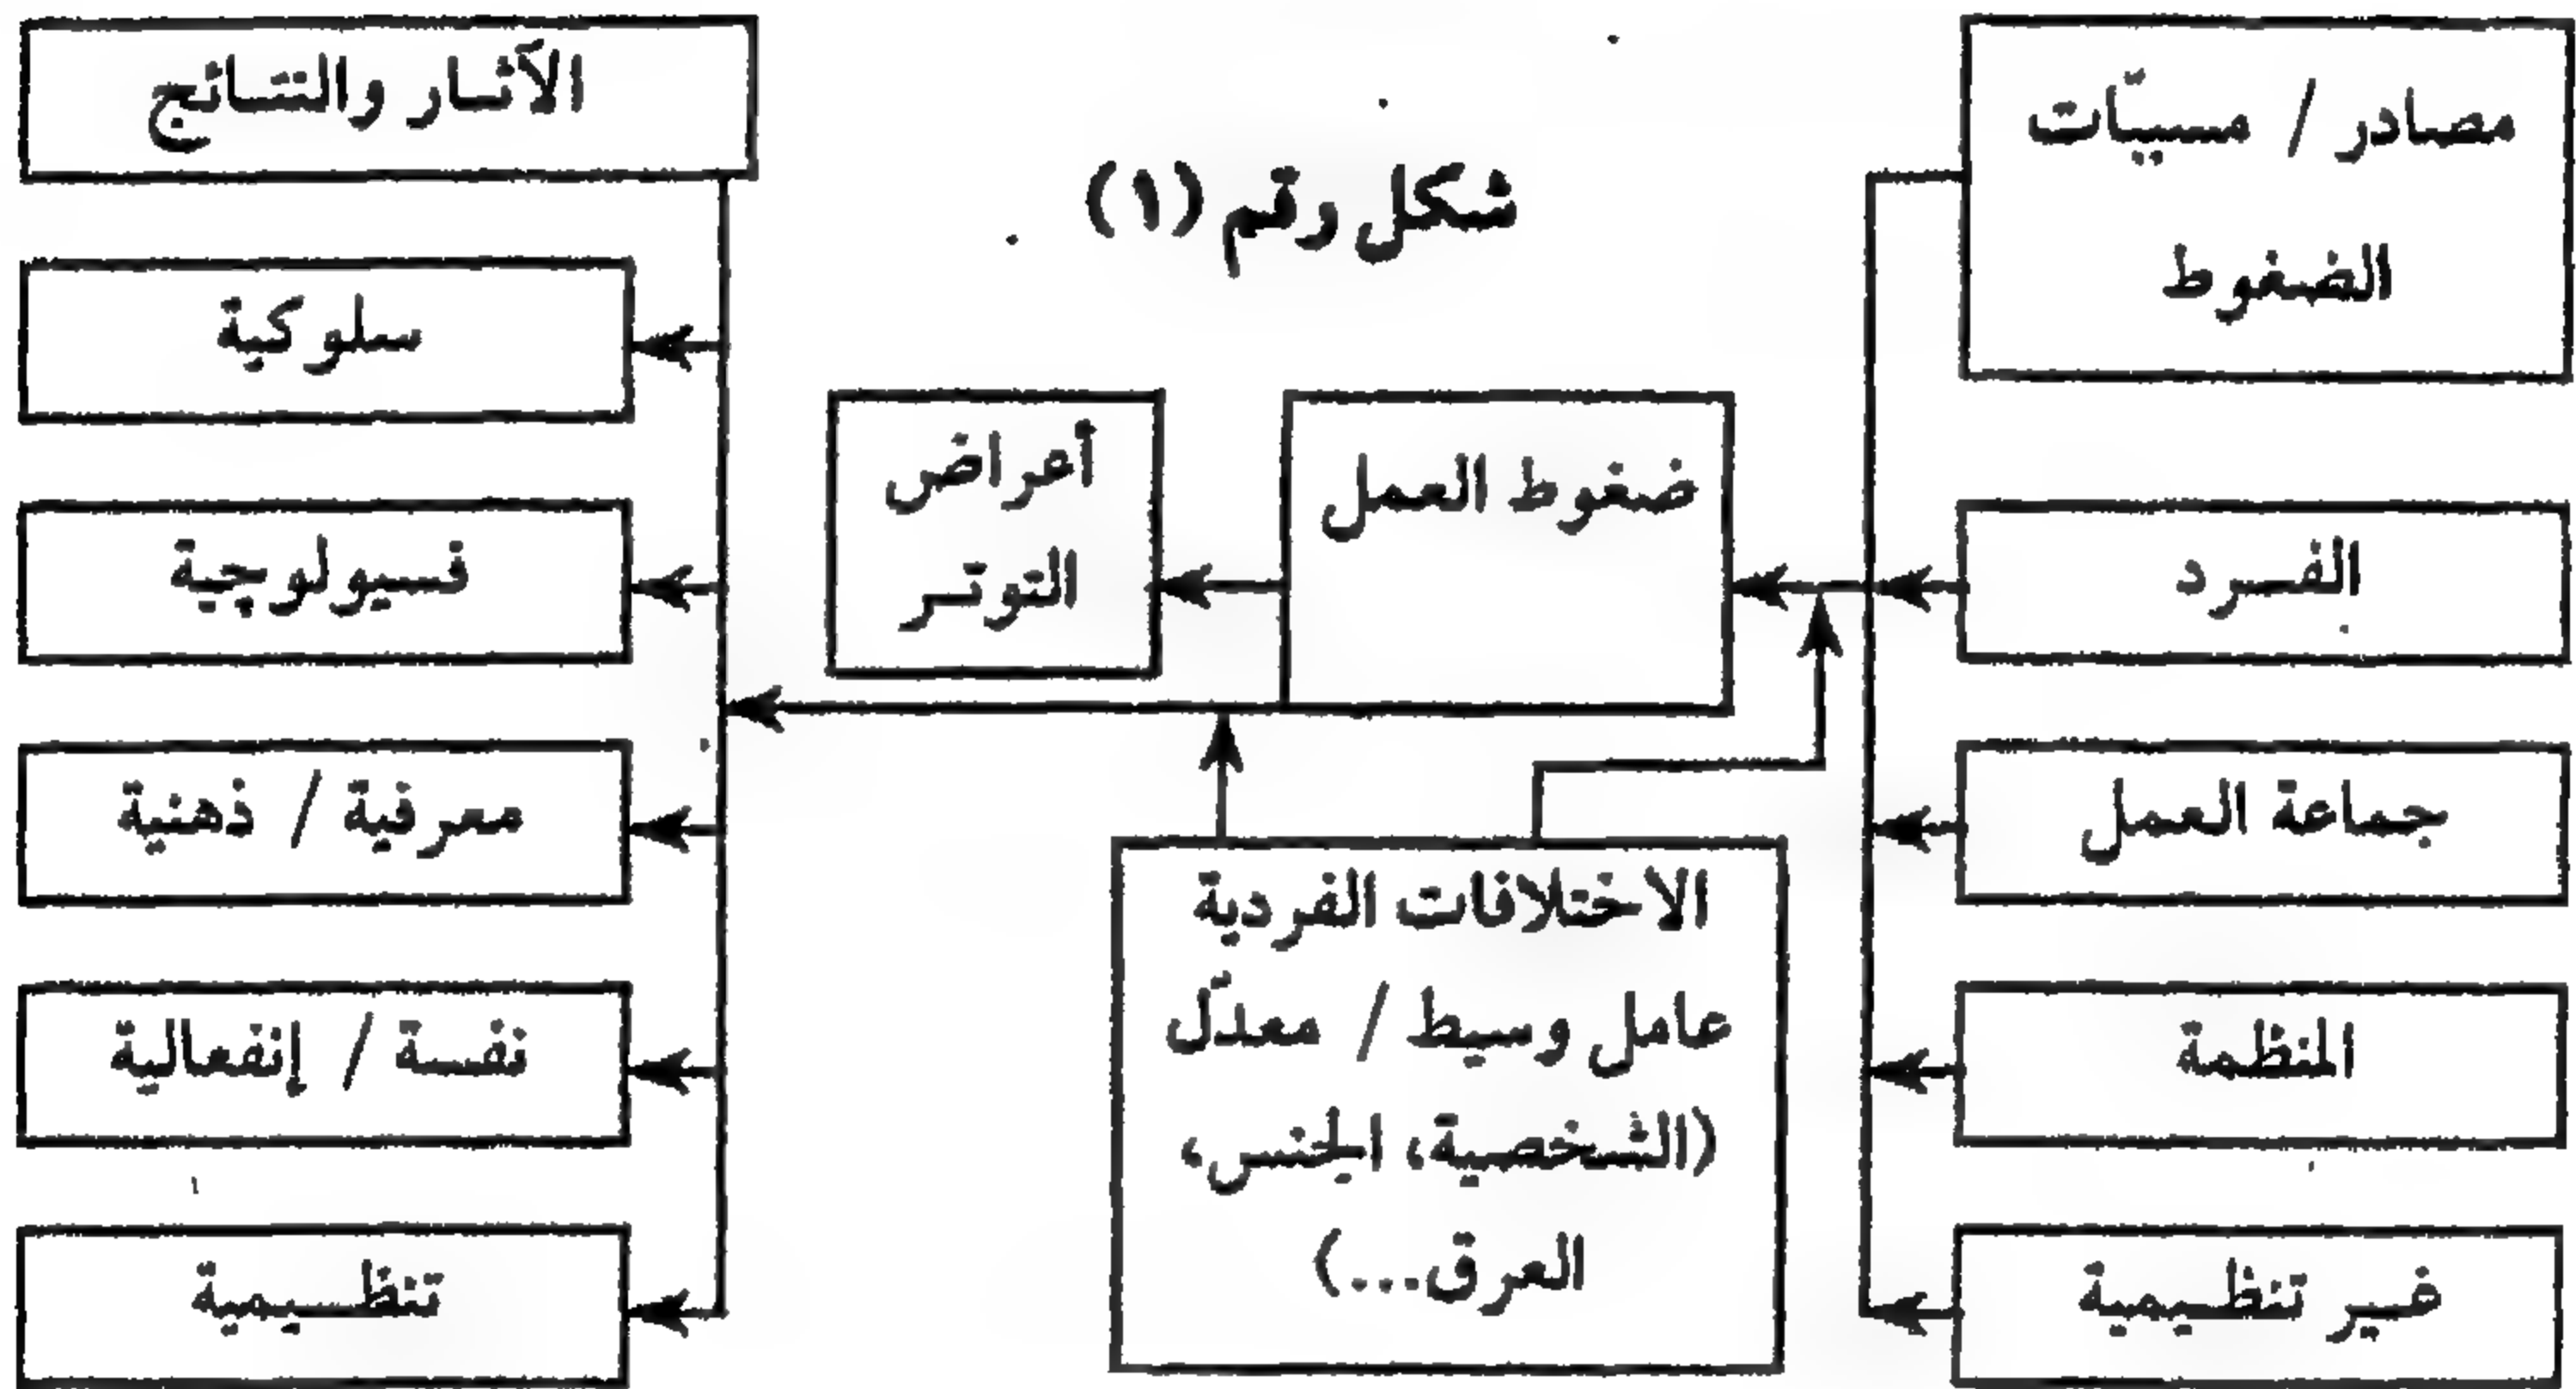 شكل رقم (١)
مصادر / مسببّات
الضغوط
الفرد
جماعة العمل
المنظمة
غير تنظيمية
ضغوط العمل
أعراض
التوتر
الاختلافات الفردية
عامل وسيط / معدّل
(الشخصية، الجنس،
العرق...)
الآثار والنتائج
سلوكية
فسيولوچية
معرفية / ذهنية
نفسة / إنفعالية
تنظيمية